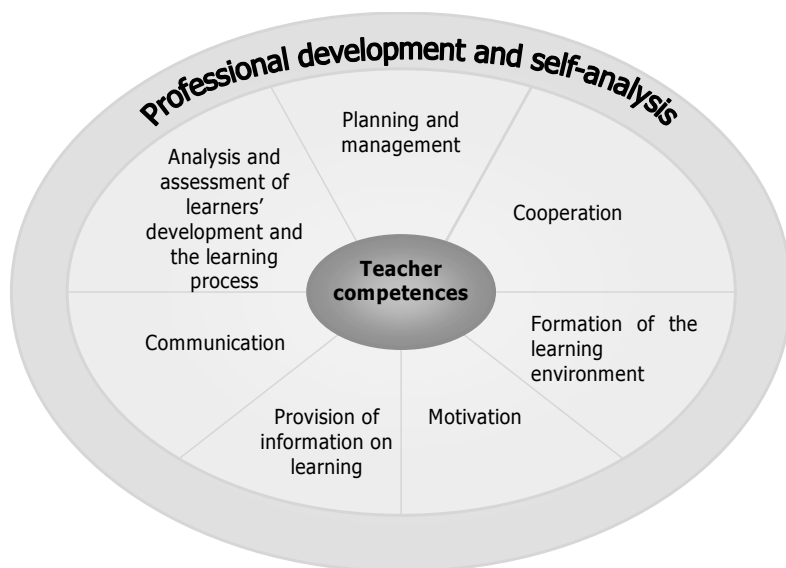 Professional development and self-analysis
Planning and
management
Analysis and
assessment of
learners’
development and
the learning
process
Cooperation
Teacher
competences
Formation of the
learning
environment
Communication
Provision of
information on
learning
Motivation